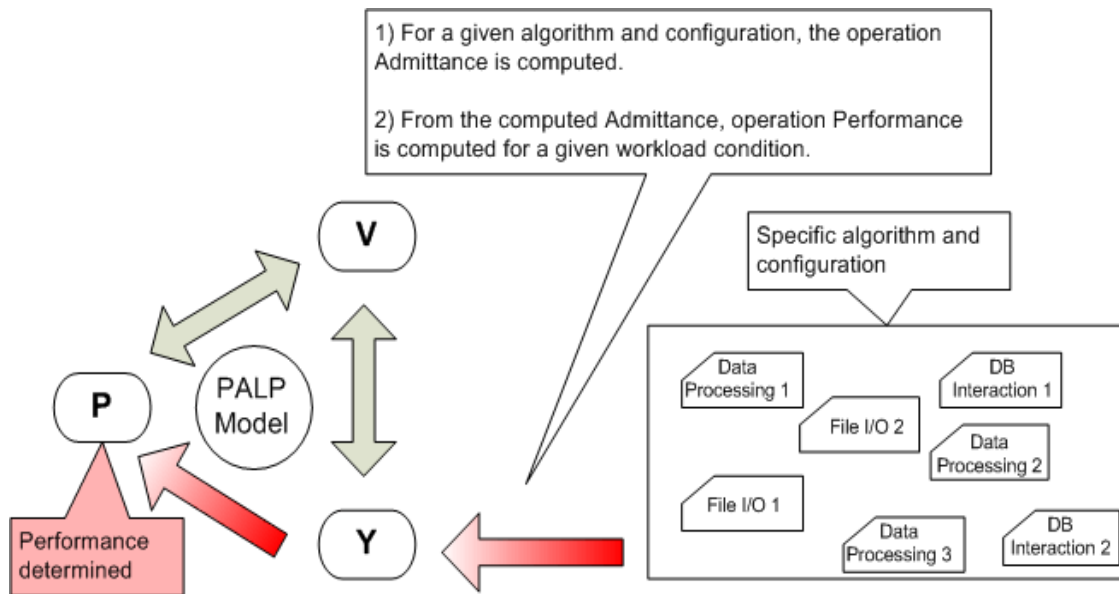 1) For a given algorithm and configuration, the operation
Admittance is computed.
2) From the computed Admittance, operation Performance
is computed for a given workload condition.
V
Specific algorithm and
configuration
P
PALP
Model
Data
Processing 1
DB
Interaction 1
File I/O 2
Data
Processing 2
File I/O 1
Data
Processing 3
DB
Interaction 2
Y
Performance
determined